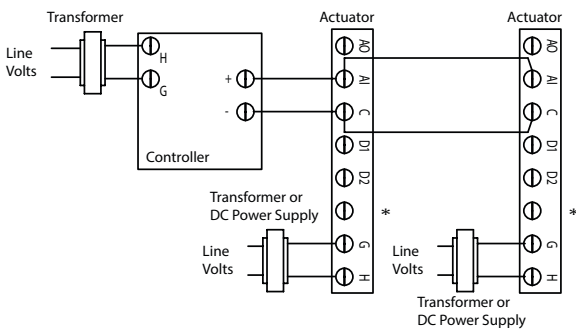 Transformer
Actuator
Actuator
Line
Volts
H
G
+
-
Controller
AO
AI
C
D1
D2
*
G
H
AO
AI
C
D1
D2
*
G
H
Transformer or
DC Power Supply
Line
Volts
Line
Volts
Transformer or
DC Power Supply